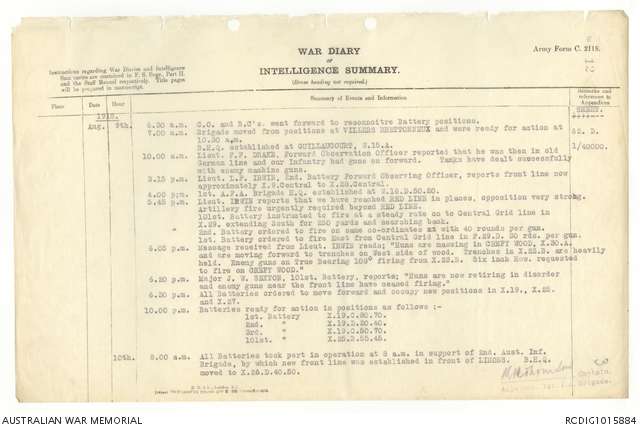 Army Form C. 2118.
WAR DIARY
or
INTELLIGENCE SUMMARY.
(Erase heading not required.)
Instructions regarding War Diaries and Intelligence
Summaries are contained in F. S. Regs., Part II.
and the Staff Manual respectively. Title pages
will be prepared in manuscript.
Place Date Hour Summary of Events and Information Remarks and references to Appendices
1918. SHEET.
Aug. 9th. 6.00 a.m. C.O. and B.C's. went forward to reconnoitre Battery positions.
7.00 a.m. Brigade moved from positions at VILLERS BRETTONEUX and were ready for action at 62. D.
10.30 a.m. 1/40000.
B.H.Q. established at GUILLAUCOURT,
10.00 a.m. Lieut. F.F. DRAKE, Forward Observation Officer reported that he was then in old
German line and our Infantry had guns on forward. Tanks have dealt successfully
with enemy machine guns.
3.15 p.m. Lieut. L.F. IRWIN, 2nd. Battery Forward Observing Officer, reports front line now
approximately X.9.Central to X.28.Central.
4.00 p.m. 1st. A.F.A. Brigade H.Q. established at
5.45 p.m. Lieut. IRWIN reports that we have reached RED LINE in places, opposition very strong.
Artillery fire urgently required beyond RED LINE.
101st. Battery instructed to fire at a steady rate on to Central Grid line in
X.29. extending South for 250 yards and searching back.
" 2nd. Battery ordered to fire on same co-ordinates as with 40 rounds per gun.
1st. Battery ordered to fire East from Central Grid line in F.29.D. 50 rds. per gun.
6.05 p.m. Message received from Lieut. IRWIN reads; "Huns are massing in CREPY WOOD, X.30.A.
and are moving forward to trenches on West side of wood. Trenches in X.25.B. are heavily
held. Enemy guns on True Bearing 109° firing from X.23.B. Six inch How. requested
to fire on CREPY WOOD."
6.20 p.m. Major J. W. SEXTON, 101st. Battery, reports; "Huns are now retiring in disorder
and enemy guns near the front line have ceased firing."
6.20 p.m. All Batteries ordered to move forward and occupy new positions in X.19., X.25
and X.27.
10.00 p.m. Batteries ready for action in positions as follows :-
1st. Battery X.19.C.80.70.
2nd. " X.19.D.20.40.
3rd. " X.19.C.50.70.
101st. " X.25.D.55.45.
10th. 8.00 a.m. All Batteries took part in operation at 8 a.m. in support of 2nd. Aust. Inf.
Brigade, by which new front line was established in front of LIHONS. B.H.Q.
moved to X.25.D.40.50.
Captain.
Brigade.
AUSTRALIAN WAR MEMORIAL
RCDIG1015884